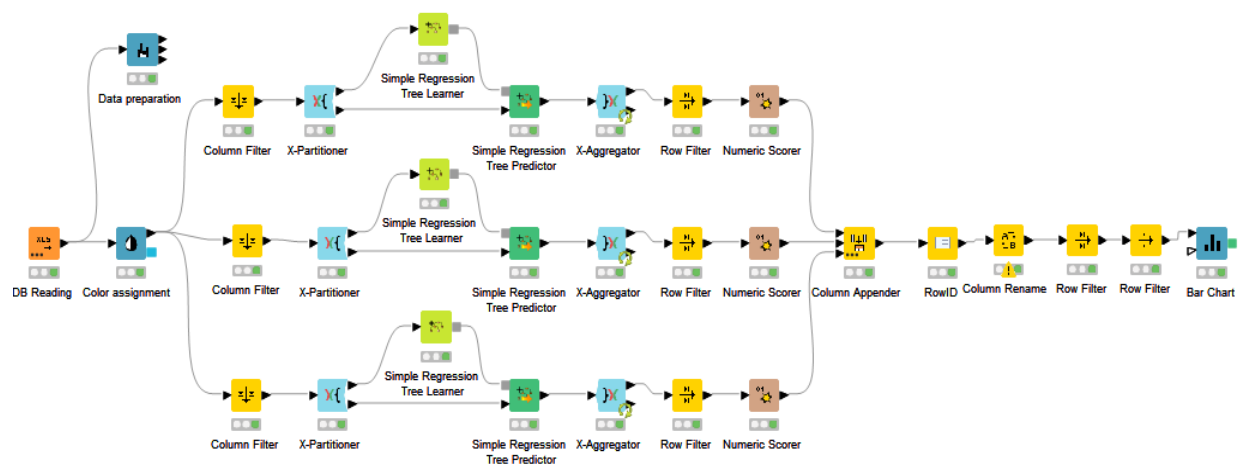 Simple Regression
Tree Learner
Data preparation
Column Filter
X-Partitioner
Simple Regression
Tree Predictor
X-Aggregator
Row Filter
Numeric Scorer
Simple Regression
Tree Learner
XLS
DB Reading
Color assignment
Column Filter
X-Partitioner
Simple Regression
Tree Predictor
X-Aggregator
Row Filter
Numeric Scorer
Column Appender
RowID
Column Rename
Row Filter
Row Filter
Bar Chart
Simple Regression
Tree Learner
Column Filter
X-Partitioner
Simple Regression
Tree Predictor
X-Aggregator
Row Filter
Numeric Scorer